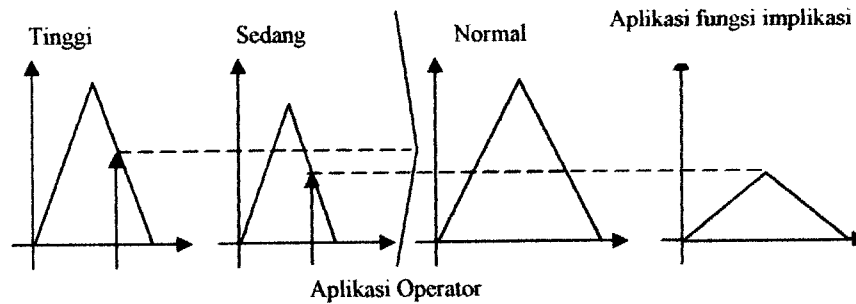 Tinggi
Sedang
Normal
Aplikasi fungsi implikasi
Aplikasi Operator